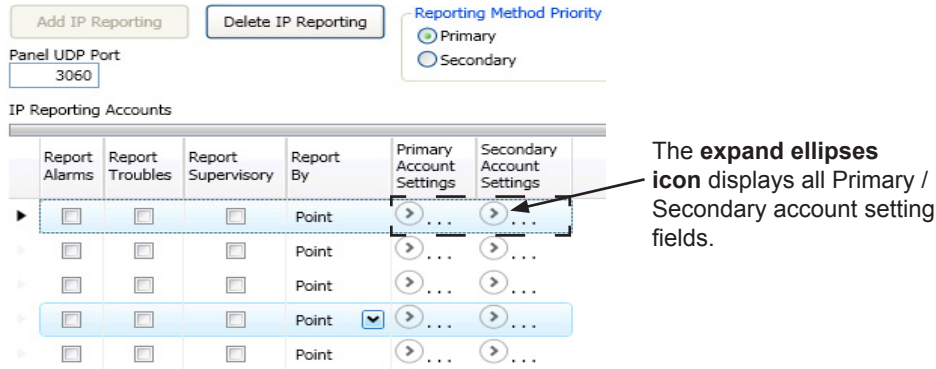 Add IP Reporting
Delete IP Reporting
Reporting Method Priority
Primary
Secondary
Panel UDP Port
3060
IP Reporting Accounts
Report Alarms
Report Troubles
Report Supervisory
Report By
Primary Account Settings
Secondary Account Settings
Point ... ...
Point ... ...
Point ... ...
Point ... ...
Point ... ...
The expand ellipses
icon displays all Primary /
Secondary account setting
fields.